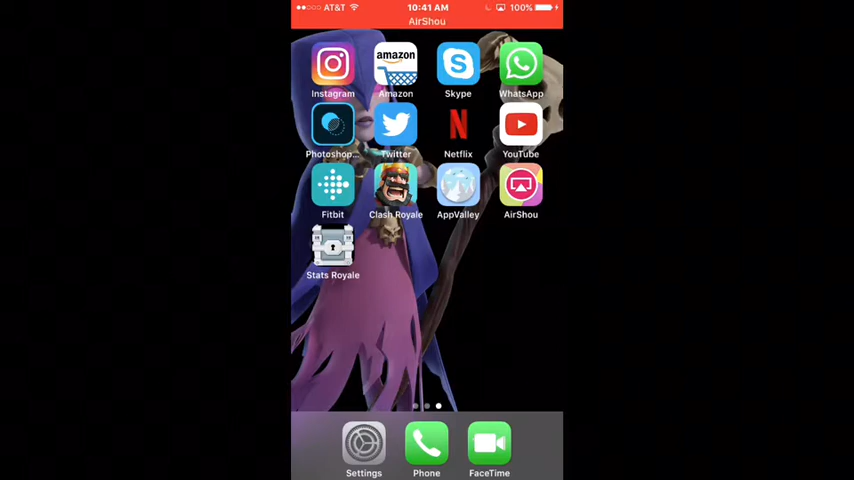 AT&T 10:41 AM 100%
AirShou
amazon
Instagram Amazon Skype WhatsApp
Photoshop... Twitter Netflix YouTube
Fitbit Clash Royale AppValley AirShou
Stats Royale
Settings Phone FaceTime